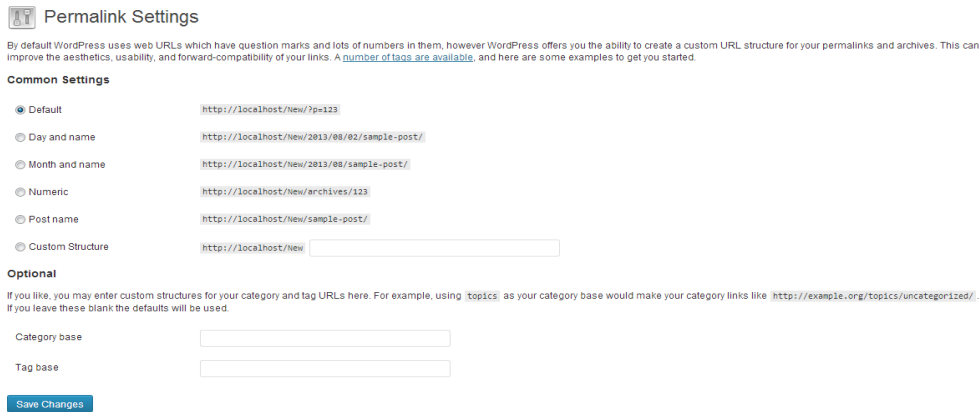 Permalink Settings
By default WordPress uses web URLs which have question marks and lots of numbers in them, however WordPress offers you the ability to create a custom URL structure for your permalinks and archives. This can
improve the aesthetics, usability, and forward-compatibility of your links. A number of tags are available, and here are some examples to get you started.
Common Settings
Default http://localhost/New/?p=123
Day and name http://localhost/New/2013/08/02/sample-post/
Month and name http://localhost/New/2013/08/sample-post/
Numeric http://localhost/New/archives/123
Post name http://localhost/New/sample-post/
Custom Structure http://localhost/New
Optional
If you like, you may enter custom structures for your category and tag URLs here. For example, using topics as your category base would make your category links like http://example.org/topics/uncategorized/ .
If you leave these blank the defaults will be used.
Category base
Tag base
Save Changes